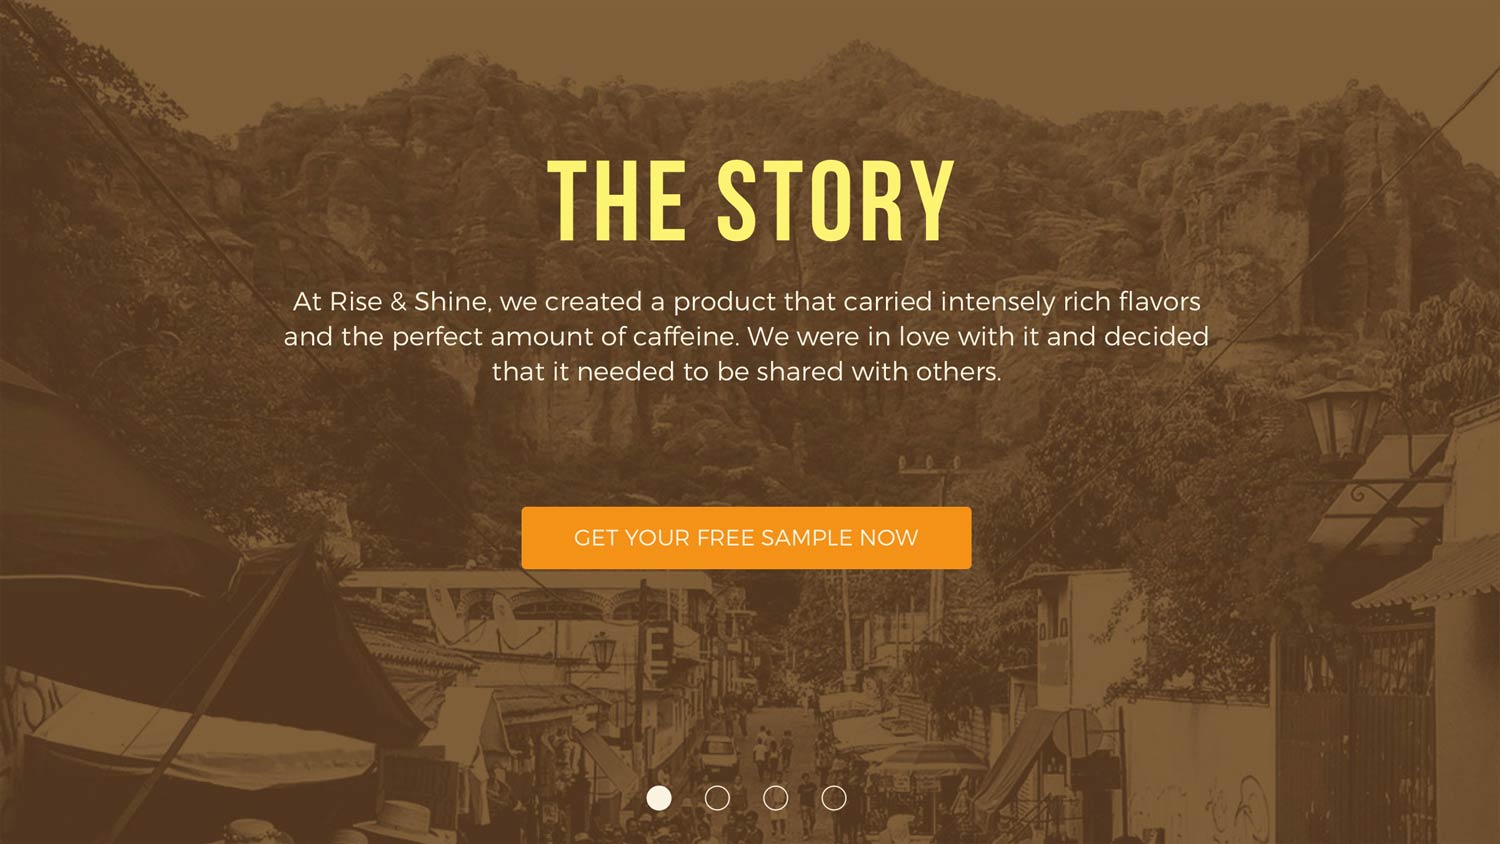 THE STORY
At Rise & Shine, we created a product that carried intensely rich flavors
and the perfect amount of caffeine. We were in love with it and decided
that it needed to be shared with others.
GET YOUR FREE SAMPLE NOW